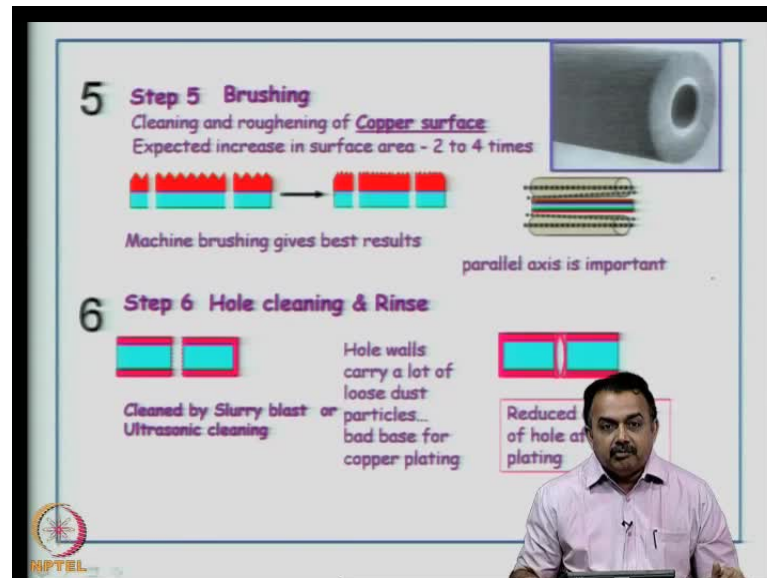 5 Step 5 Brushing
Cleaning and roughening of Copper surface
Expected increase in surface area - 2 to 4 times
Machine brushing gives best results
parallel axis is important
6 Step 6 Hole cleaning & Rinse
Cleaned by Slurry blast or
Ultrasonic cleaning
Hole walls
carry a lot of
loose dust
particles...
bad base for
copper plating
Reduced
of hole
plating
NPTEL